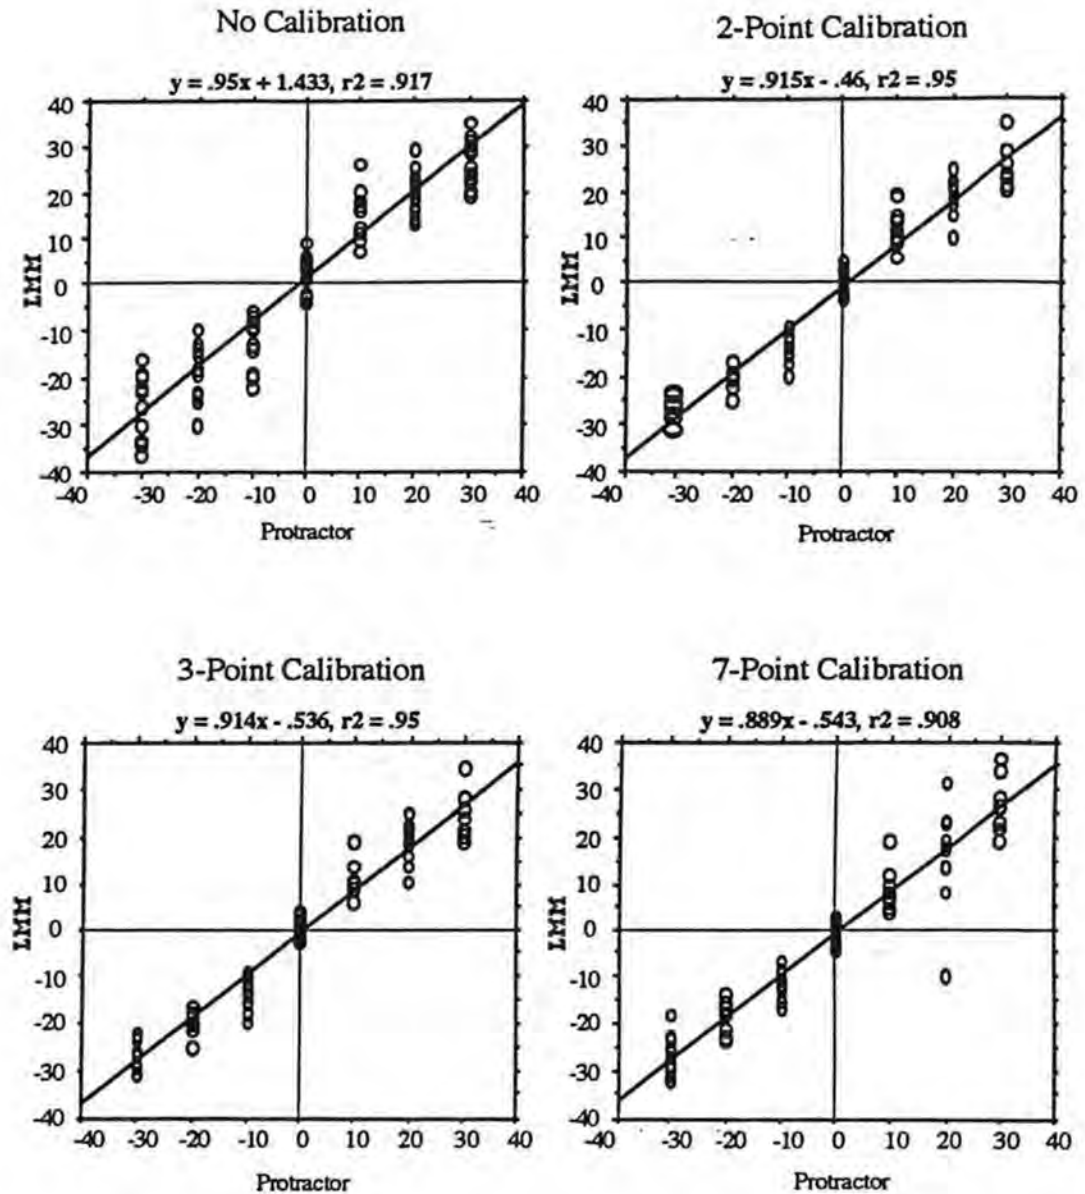 No Calibration
y = .95x + 1.433, r2 = .917
40
30
20
10
0
-10
-20
-30
-40
LMM
-40 -30 -20 -10 0 10 20 30 40
Protractor
2-Point Calibration
y = .915x - .46, r2 = .95
40
30
20
10
0
-10
-20
-30
-40
LMM
-40 -30 -20 -10 0 10 20 30 40
Protractor
3-Point Calibration
y = .914x - .536, r2 = .95
40
30
20
10
0
-10
-20
-30
-40
LMM
-40 -30 -20 -10 0 10 20 30 40
Protractor
7-Point Calibration
y = .889x - .543, r2 = .908
40
30
20
10
0
-10
-20
-30
-40
LMM
-40 -30 -20 -10 0 10 20 30 40
Protractor